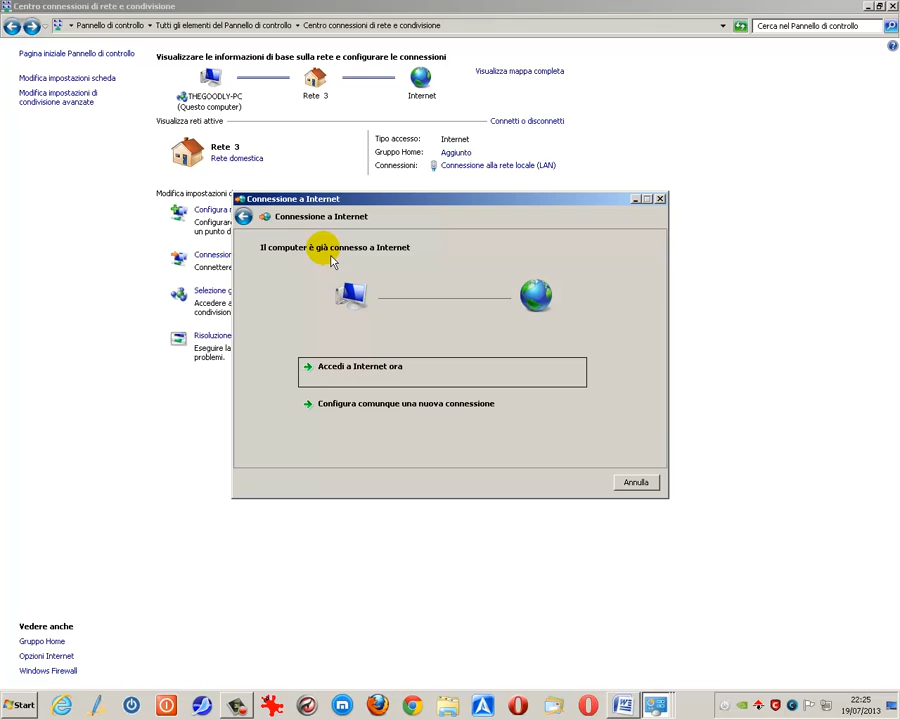 Centro connessioni di rete e condivisione
Pannello di controllo
Tutti gli elementi del Pannello di controllo
Centro connessioni di rete e condivisione
Cerca nel Pannello di controllo
Pagina iniziale Pannello di controllo
Modifica impostazioni scheda
Modifica impostazioni di
condivisione avanzate
Visualizzare le informazioni di base sulla rete e configurare le connessioni
Visualizza mappa completa
THEGOODLY-PC
(Questo computer)
Rete 3
Internet
Visualizza reti attive
Connetti o disconnetti
Rete 3
Rete domestica
Tipo accesso: Internet
Gruppo Home: Aggiunto
Connessioni: Connessione alla rete locale (LAN)
Modifica impostazioni
Configura
Configurare
un punto d
Connession
Connettere
Selezione g
Accedere a
condivision
Risoluzione
Eseguire la
problemi.
Connessione a Internet
Connessione a Internet
Il computer è già connesso a Internet
Accedi a Internet ora
Configura comunque una nuova connessione
Annulla
Vedere anche
Gruppo Home
Opzioni Internet
Windows Firewall
Start
22:25
19/07/2013